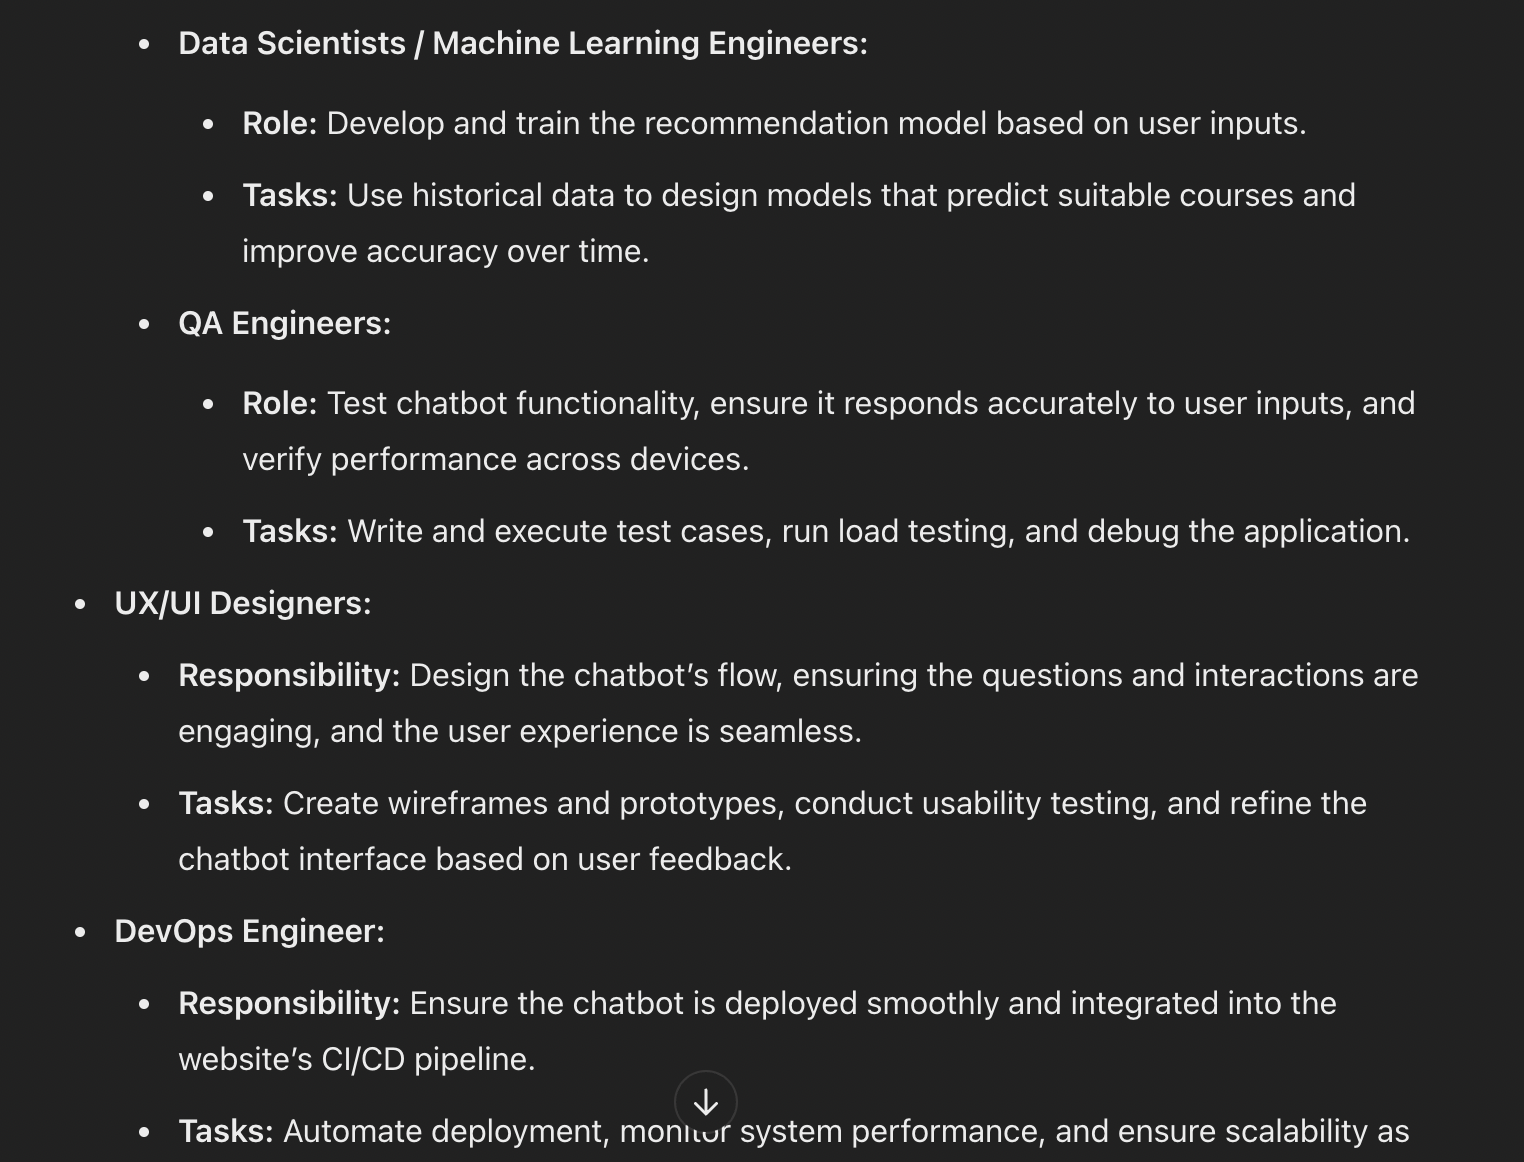 Data Scientists / Machine Learning Engineers:
Role: Develop and train the recommendation model based on user inputs.
Tasks: Use historical data to design models that predict suitable courses and
improve accuracy over time.
QA Engineers:
Role: Test chatbot functionality, ensure it responds accurately to user inputs, and
verify performance across devices.
Tasks: Write and execute test cases, run load testing, and debug the application.
UX/UI Designers:
Responsibility: Design the chatbot’s flow, ensuring the questions and interactions are
engaging, and the user experience is seamless.
Tasks: Create wireframes and prototypes, conduct usability testing, and refine the
chatbot interface based on user feedback.
DevOps Engineer:
Responsibility: Ensure the chatbot is deployed smoothly and integrated into the
website’s CI/CD pipeline.
Tasks: Automate deployment, monitor system performance, and ensure scalability as